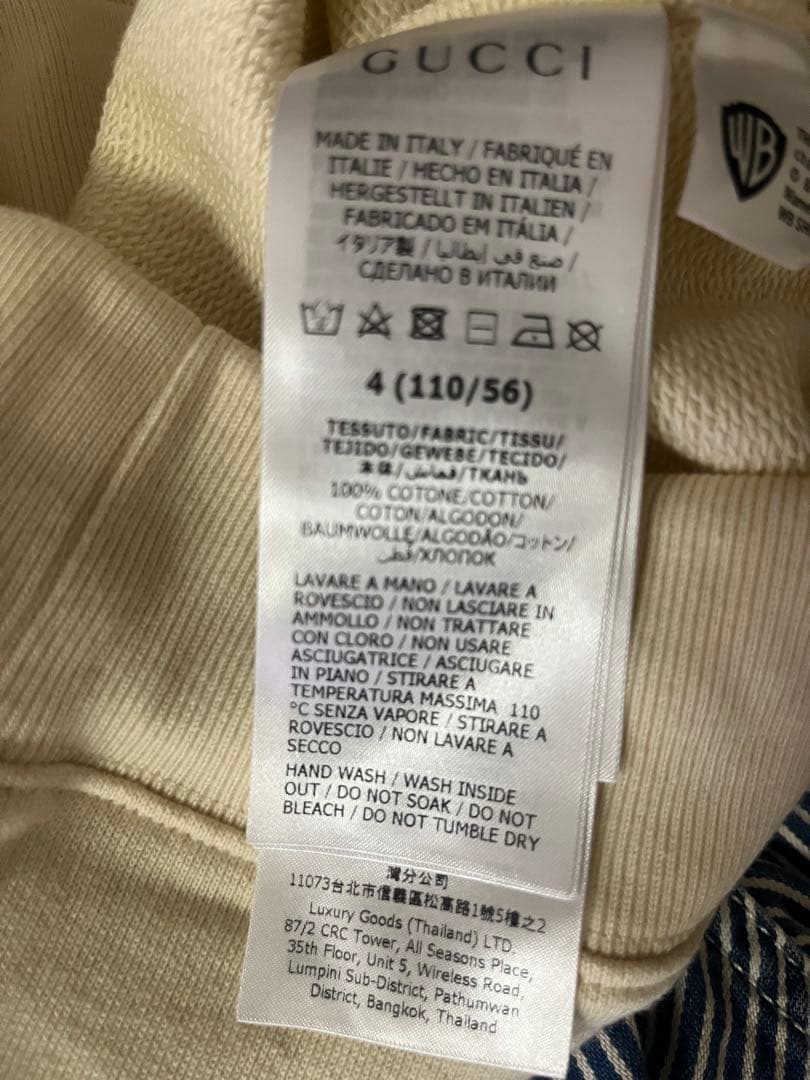 GUCCI
MADE IN ITALY / FABRIQUÉ EN
ITALIE / HECHO EN ITALIA /
HERGESTELLT IN ITALIEN /
FABRICADO EM ITÁLIA /
イタリア製 / صنع في إيطاليا /
СДЕЛАНО В ИТАЛИИ
4 (110/56)
TESSUTO/FABRIC/TISSU/
TEJIDO/GEWEBE/TECIDO/
本体/قماش/ТКАНЬ
100% COTONE/COTTON/
COTON/ALGODON/
BAUMWOLLE/ALGODÃO/コットン/
قطن/ХЛОПОК
LAVARE A MANO / LAVARE A
ROVESCIO / NON LASCIARE IN
AMMOLLO / NON TRATTARE
CON CLORO / NON USARE
ASCIUGATRICE / ASCIUGARE
IN PIANO / STIRARE A
TEMPERATURA MASSIMA 110
°C SENZA VAPORE / STIRARE A
ROVESCIO / NON LAVARE A
SECCO
HAND WASH / WASH INSIDE
OUT / DO NOT SOAK / DO NOT
BLEACH / DO NOT TUMBLE DRY
灣分公司
11073台北市信義區松高路1號5樓之2
Luxury Goods (Thailand) LTD.
87/2 CRC Tower, All Seasons Place,
35th Floor, Unit 5, Wireless Road,
Lumpini Sub-District, Pathumwan
District, Bangkok, Thailand
WB